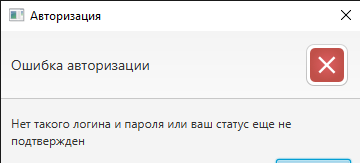 Авторизация
Ошибка авторизации
Нет такого логина и пароля или ваш статус еще не
подтвержден